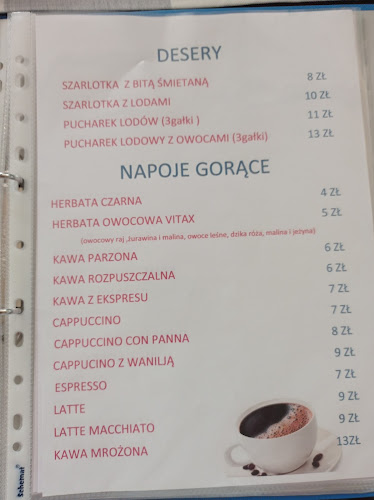 DESERY
SZARLOTKA Z BITĄ ŚMIETANĄ 8 ZŁ
SZARLOTKA Z LODAMI 10 ZŁ
PUCHAREK LODÓW (3gałki ) 11 ZŁ
PUCHAREK LODOWY Z OWOCAMI (3gałki) 13 ZŁ
NAPOJE GORĄCE
HERBATA CZARNA 4 ZŁ
HERBATA OWOCOWA VITAX 5 ZŁ
(owocowy raj ,żurawina i malina, owoce leśne, dzika róża, malina i jeżyna)
KAWA PARZONA 6 ZŁ
KAWA ROZPUSZCZALNA 6 ZŁ
KAWA Z EKSPRESU 7 ZŁ
CAPPUCCINO 7 ZŁ
CAPPUCCINO CON PANNA 8 ZŁ
CAPPUCINO Z WANILJĄ 9 ZŁ
ESPRESSO 7 ZŁ
LATTE 9 ZŁ
LATTE MACCHIATO 9 ZŁ
KAWA MROŻONA 13ZŁ
tehemar